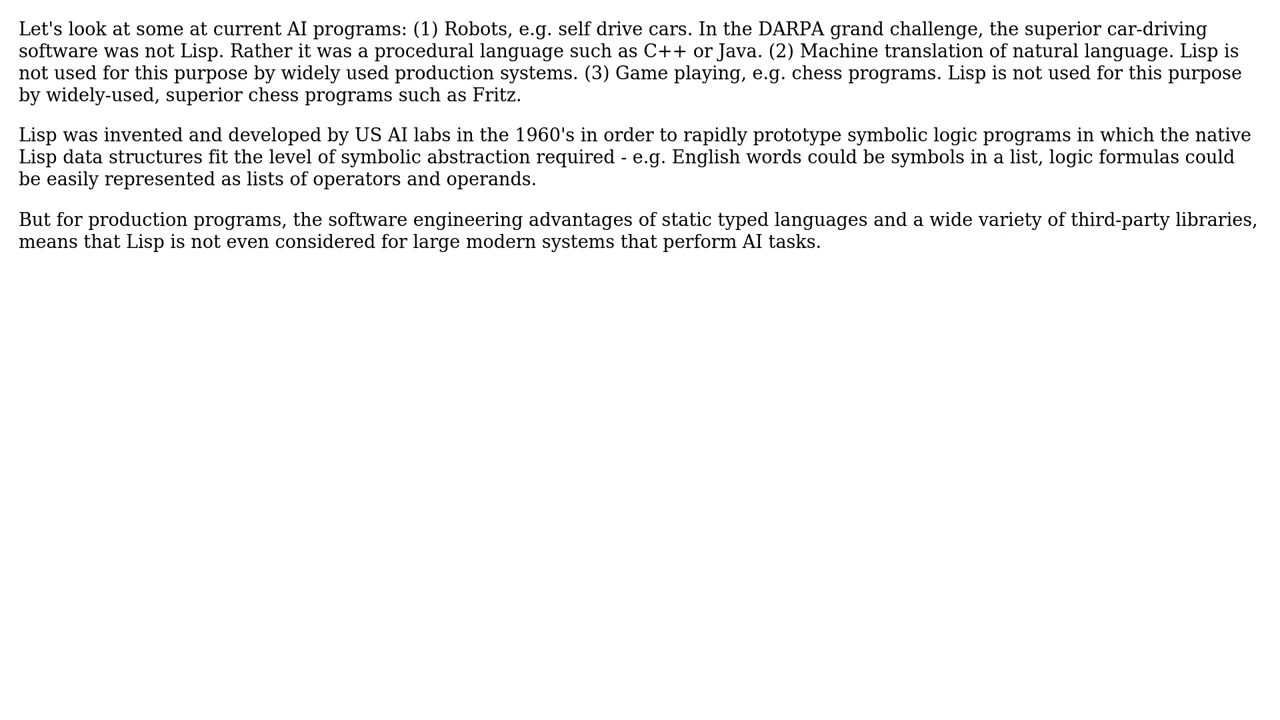 Let's look at some at current AI programs: (1) Robots, e.g. self drive cars. In the DARPA grand challenge, the superior car-driving
software was not Lisp. Rather it was a procedural language such as C++ or Java. (2) Machine translation of natural language. Lisp is
not used for this purpose by widely used production systems. (3) Game playing, e.g. chess programs. Lisp is not used for this purpose
by widely-used, superior chess programs such as Fritz.
Lisp was invented and developed by US AI labs in the 1960's in order to rapidly prototype symbolic logic programs in which the native
Lisp data structures fit the level of symbolic abstraction required - e.g. English words could be symbols in a list, logic formulas could
be easily represented as lists of operators and operands.
But for production programs, the software engineering advantages of static typed languages and a wide variety of third-party libraries,
means that Lisp is not even considered for large modern systems that perform AI tasks.